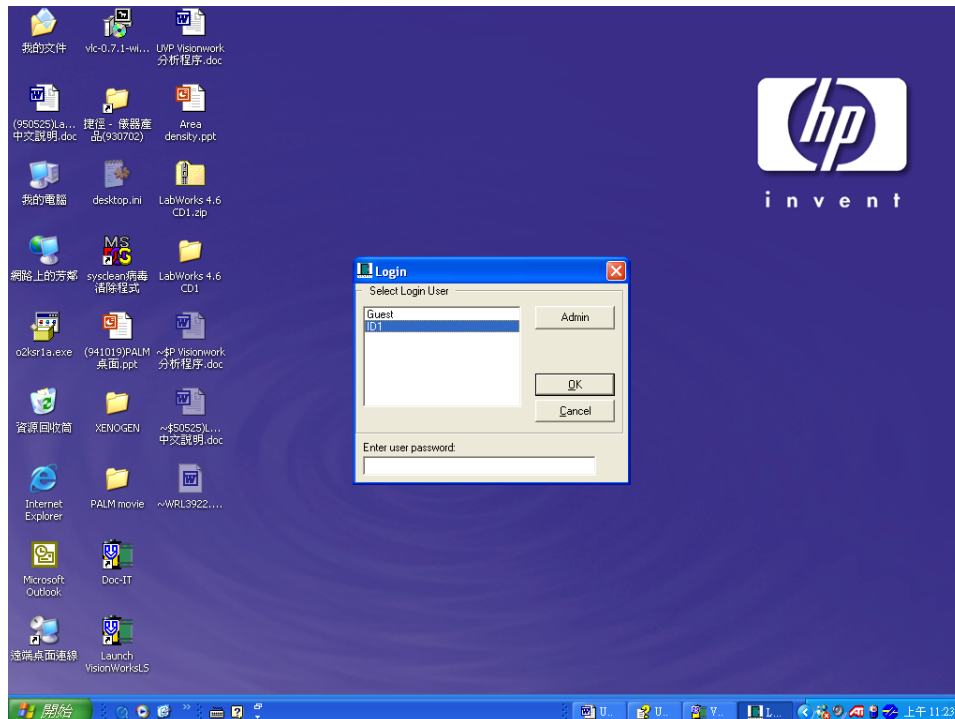 我的文件
vlc-0.7.1-wi...
UVP Visionwork
分析程序.doc
(950525)La...
中文說明.doc
捷徑 - 儀器產
品(930702)
Area
density.ppt
我的電腦
desktop.ini
LabWorks 4.6
CD1.zip
網路上的芳鄰
MS
sysclean病毒
清除程式
LabWorks 4.6
CD1
o2ksr1a.exe
(941019)PALM
桌面.ppt
~$P Visionwork
分析程序.doc
資源回收筒
XENOGEN
~$50525)L...
中文說明.doc
Internet
Explorer
PALM movie
~WRL3922....
Microsoft
Outlook
Doc-IT
遠端桌面連線
Launch
VisionWorksLS
hp
invent
Login
Select Login User
Guest
ID1
Admin
OK
Cancel
Enter user password:
開始
U...
U...
V...
L...
上午 11:23